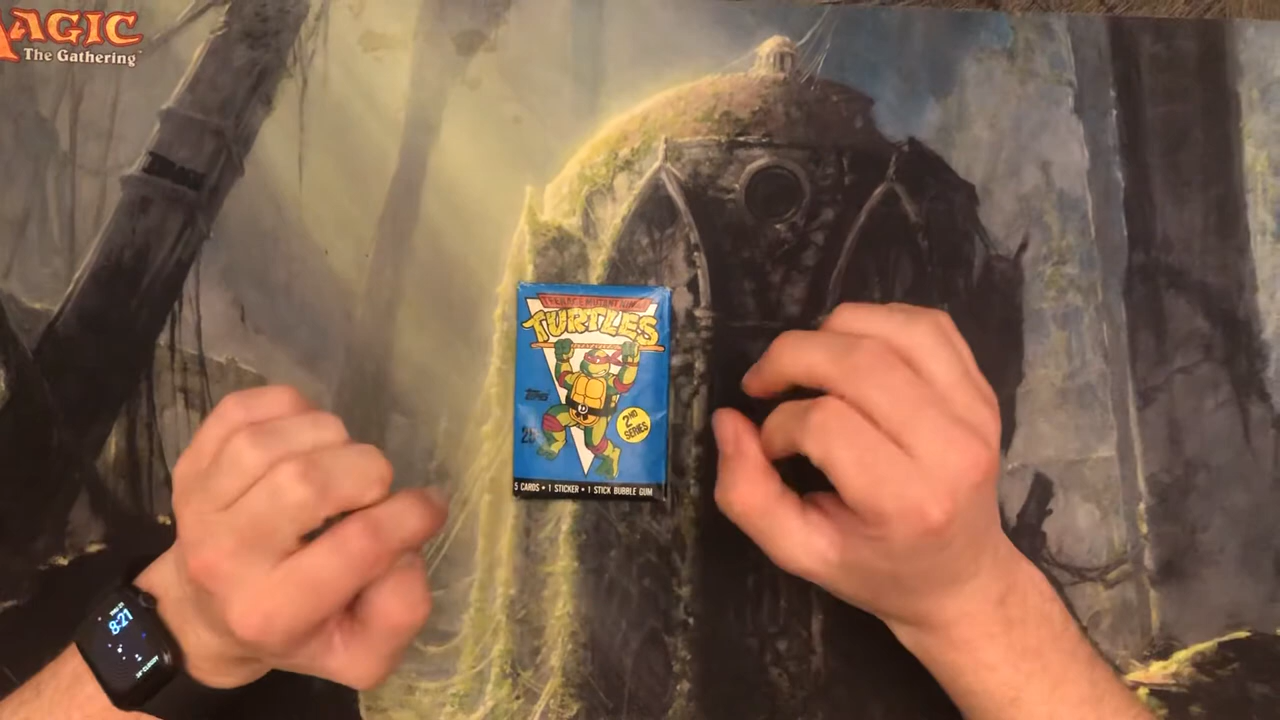 MAGIC
The Gathering
TEENAGE MUTANT NINJA
TURTLES
TOPPS
2ND
SERIES
5 CARDS • 1 STICKER • 1 STICK BUBBLE GUM
8:21